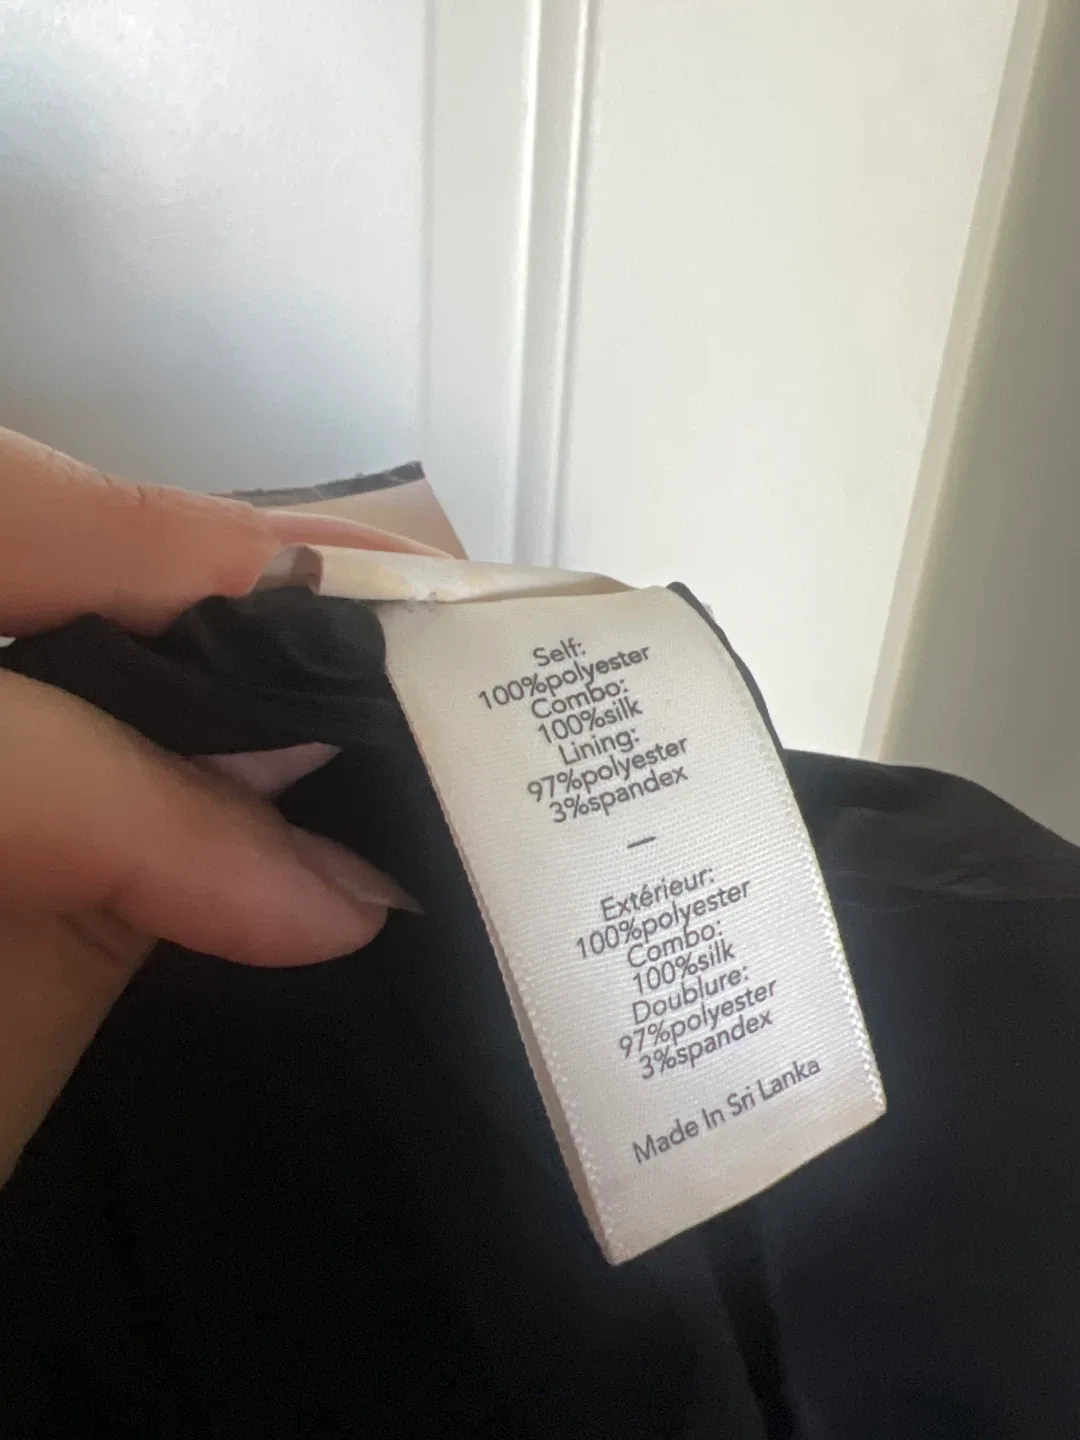 Self:
100%polyester
Combo:
100%silk
Lining:
97%polyester
3%spandex
—
Extérieur:
100%polyester
Combo:
100%silk
Doublure:
97%polyester
3%spandex
Made In Sri Lanka